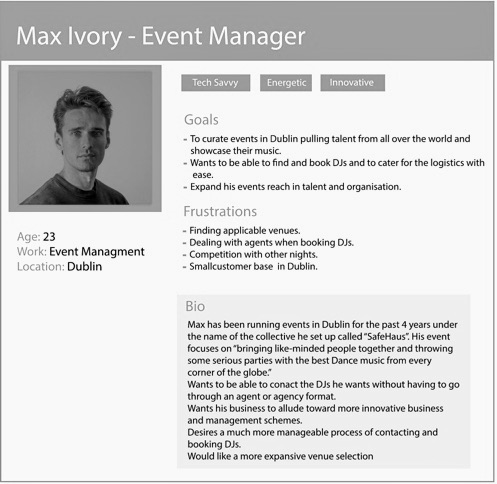 Max Ivory - Event Manager
Tech Savvy
Energetic
Innovative
Goals
- To curate events in Dublin pulling talent from all over the world and
showcase their music.
- Wants to be able to find and book DJs and to cater for the logistics with
ease.
- Expand his events reach in talent and organisation.
Frustrations
- Finding applicable venues.
- Dealing with agents when booking DJs.
- Competition with other nights.
- Smallcustomer base in Dublin.
Age: 23
Work: Event Managment
Location: Dublin
Bio
Max has been running events in Dublin for the past 4 years under
the name of the collective he set up called “SafeHaus”. His event
focuses on “bringing like-minded people together and throwing
some serious parties with the best Dance music from every
corner of the globe.”
Wants to be able to conact the DJs he wants without having to go
through an agent or agency format.
Wants his business to allude toward more innovative business
and management schemes.
Desires a much more manageable process of contacting and
booking DJs.
Would like a more expansive venue selection